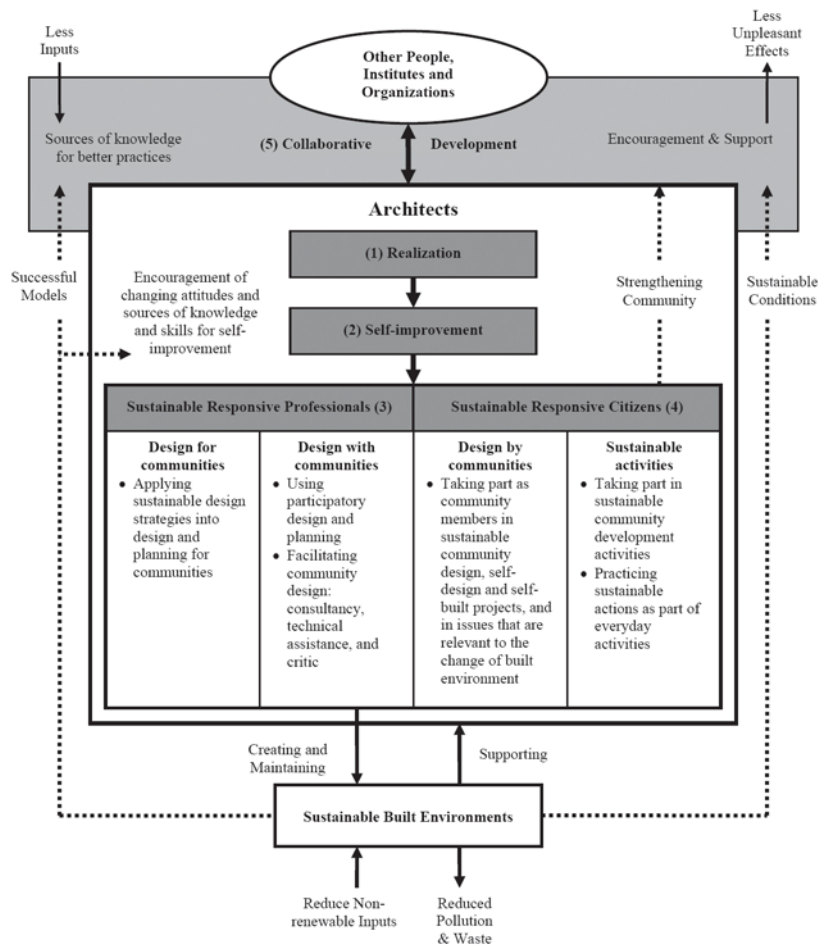 Less
Inputs
Other People,
Institutes and
Organizations
Less
Unpleasant
Effects
Sources of knowledge
for better practices
(5) Collaborative
Development
Encouragement & Support
Architects
(1) Realization
Successful
Models
Encouragement of
changing attitudes and
sources of knowledge
and skills for self-
improvement
(2) Self-improvement
Strengthening
Community
Sustainable
Conditions
Sustainable Responsive Professionals (3)
Sustainable Responsive Citizens (4)
Design for
communities
• Applying
sustainable design
strategies into
design and
planning for
communities
Design with
communities
• Using
participatory
design and
planning
• Facilitating
community
design:
consultancy,
technical
assistance, and
critic
Design by
communities
• Taking part as
community
members in
sustainable
community
design, self-
design and self-
built projects, and
in issues that are
relevant to the
change of built
environment
Sustainable
activities
• Taking part in
sustainable
community
development
activities
• Practicing
sustainable
actions as part of
everyday
activities
Creating and
Maintaining
Supporting
Sustainable Built Environments
Reduce Non-
renewable Inputs
Reduced
Pollution
& Waste